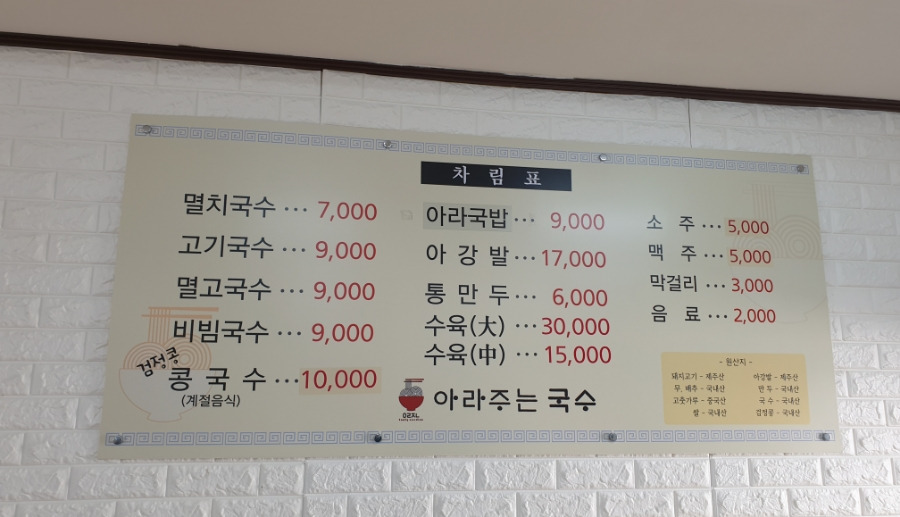 차 림 표
멸치국수 ··· 7,000
고기국수 ··· 9,000
멸고국수 ··· 9,000
비빔국수 ··· 9,000
검정콩
콩 국 수 ···10,000
(계절음식)
아라국밥 ··· 9,000
아 강 발 ···17,000
통 만 두 ··· 6,000
수육(大) ···30,000
수육(中) ···15,000
아라주는 국수
소 주 ··· 5,000
맥 주 ··· 5,000
막걸리 ··· 3,000
음 료 ··· 2,000
- 원산지 -
돼지고기 - 제주산
무, 배추 - 국내산
고춧가루 - 중국산
쌀 - 국내산
아강발 - 제주산
만 두 - 국내산
국 수 - 국내산
검정콩 - 국내산